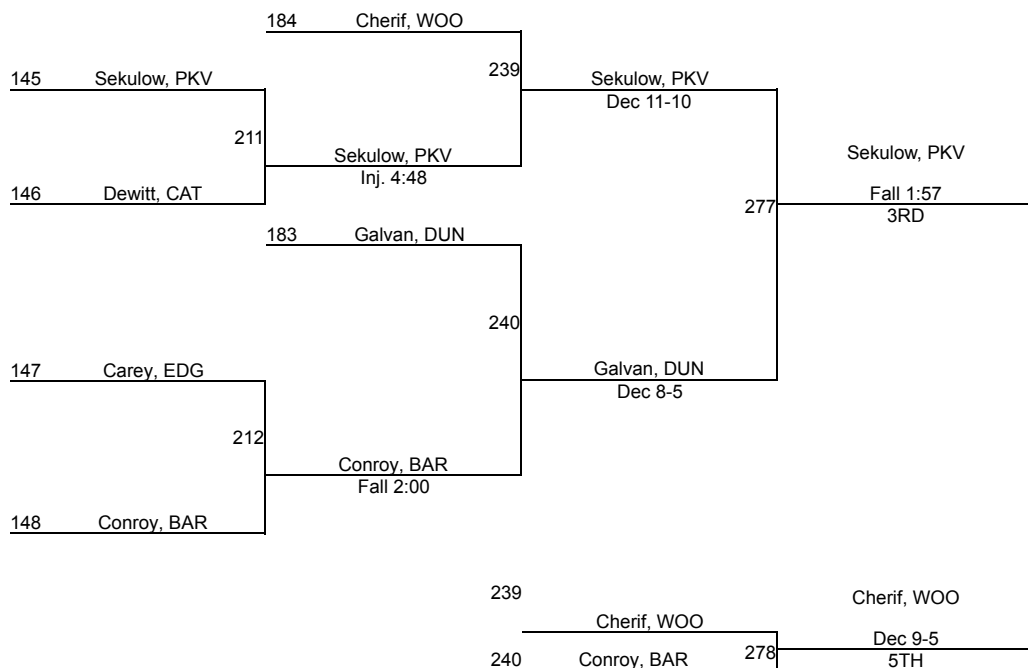 184 Cherif, WOO
239
145 Sekulow, PKV
Sekulow, PKV
Dec 11-10
211
Sekulow, PKV
Inj. 4:48
Sekulow, PKV
146 Dewitt, CAT
277
Fall 1:57
3RD
183 Galvan, DUN
240
147 Carey, EDG
Galvan, DUN
Dec 8-5
212
Conroy, BAR
Fall 2:00
148 Conroy, BAR
239
Cherif, WOO
Cherif, WOO
Dec 9-5
240 Conroy, BAR
278
5TH